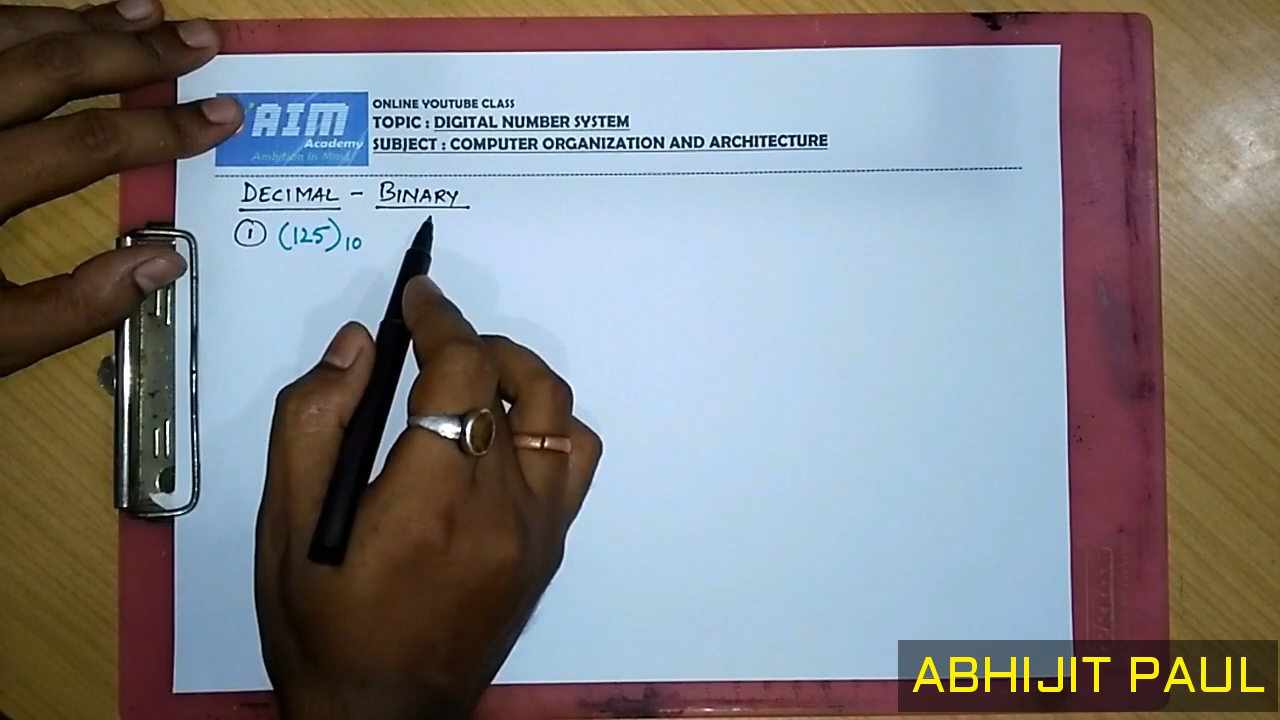 AIM
Academy
Ambition In Mind
ONLINE YOUTUBE CLASS
TOPIC : DIGITAL NUMBER SYSTEM
SUBJECT : COMPUTER ORGANIZATION AND ARCHITECTURE
DECIMAL - BINARY
① (125)10
ABHIJIT PAUL